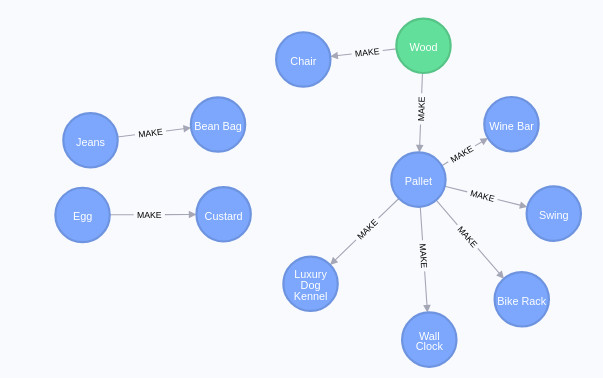 Wood
MAKE
Chair
MAKE
Wine Bar
MAKE
Bean Bag
MAKE
Jeans
Pallet
MAKE
Egg
MAKE
Custard
Swing
MAKE
MAKE
MAKE
MAKE
Luxury
Dog
Kennel
Bike Rack
Wall
Clock